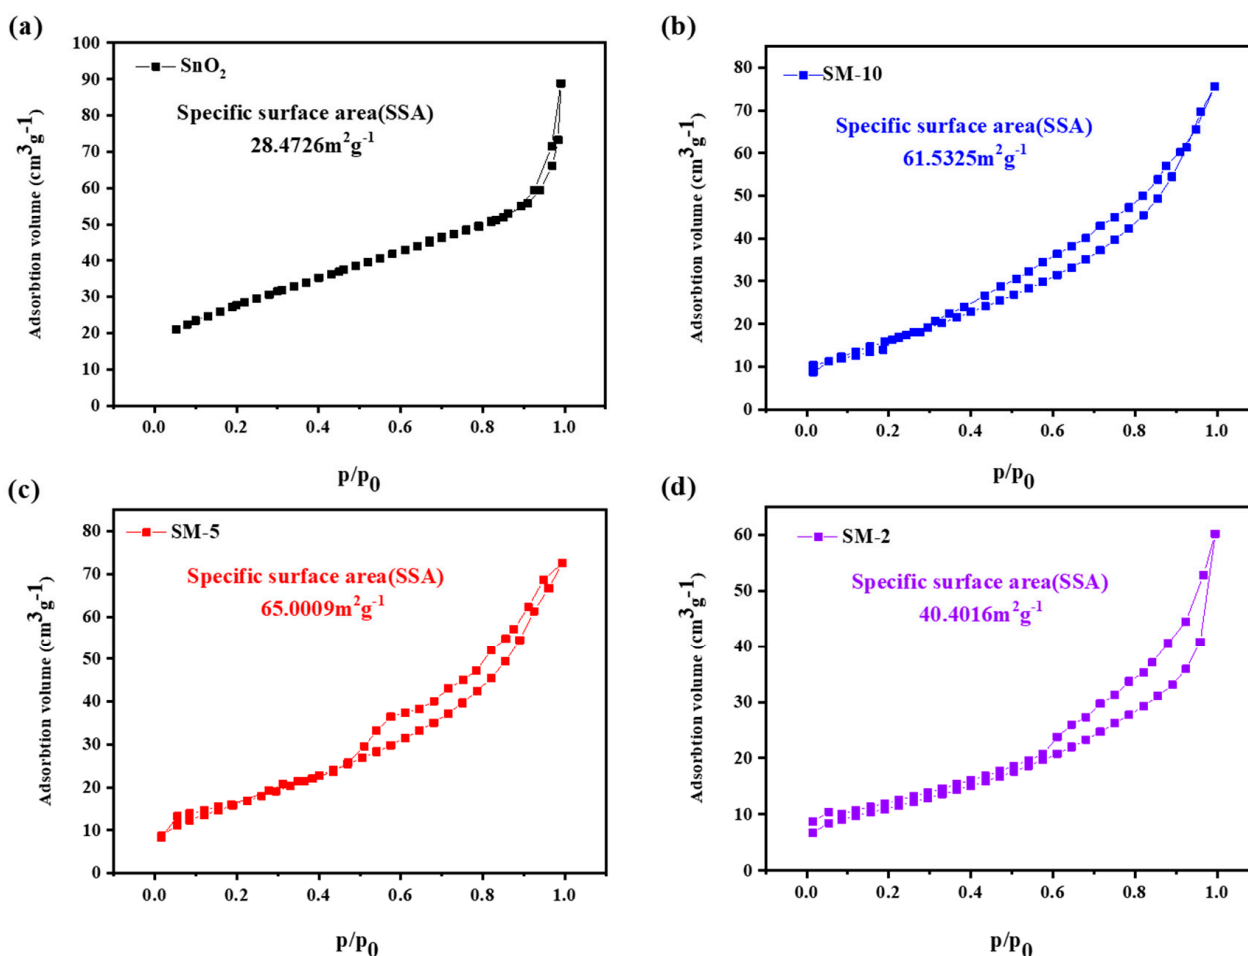 (a)
SnO₂
Specific surface area(SSA)
28.4726m²g⁻¹
Adsorbtion volume (cm³g⁻¹)
100
90
80
70
60
50
40
30
20
10
0
0.0 0.2 0.4 0.6 0.8 1.0
p/p₀
(b)
SM-10
Specific surface area(SSA)
61.5325m²g⁻¹
Adsorbtion volume (cm³g⁻¹)
80
70
60
50
40
30
20
10
0
0.0 0.2 0.4 0.6 0.8 1.0
p/p₀
(c)
SM-5
Specific surface area(SSA)
65.0009m²g⁻¹
Adsorbtion volume (cm³g⁻¹)
80
70
60
50
40
30
20
10
0
0.0 0.2 0.4 0.6 0.8 1.0
p/p₀
(d)
SM-2
Specific surface area(SSA)
40.4016m²g⁻¹
Adsorbtion volume (cm³g⁻¹)
60
50
40
30
20
10
0
0.0 0.2 0.4 0.6 0.8 1.0
p/p₀